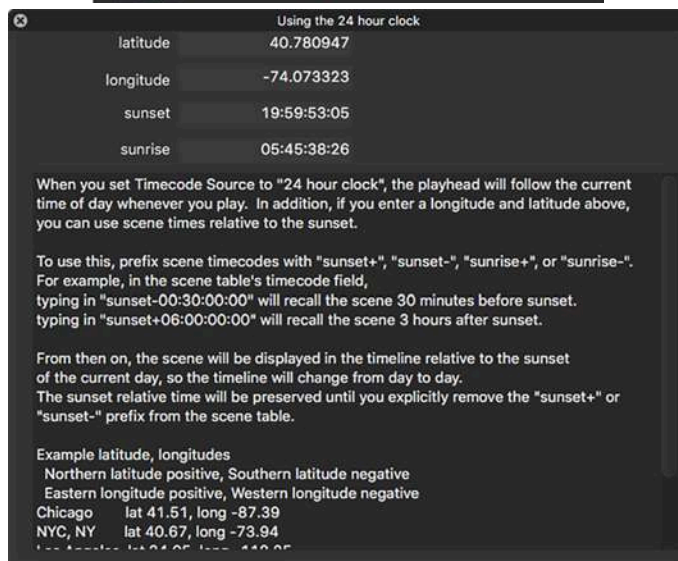 Using the 24 hour clock
latitude 40.780947
longitude -74.073323
sunset 19:59:53:05
sunrise 05:45:38:26
When you set Timecode Source to "24 hour clock", the playhead will follow the current
time of day whenever you play. In addition, if you enter a longitude and latitude above,
you can use scene times relative to the sunset.
To use this, prefix scene timecodes with "sunset+", "sunset-", "sunrise+", or "sunrise-".
For example, in the scene table's timecode field,
typing in "sunset-00:30:00:00" will recall the scene 30 minutes before sunset.
typing in "sunset+06:00:00:00" will recall the scene 3 hours after sunset.
From then on, the scene will be displayed in the timeline relative to the sunset
of the current day, so the timeline will change from day to day.
The sunset relative time will be preserved until you explicitly remove the "sunset+" or
"sunset-" prefix from the scene table.
Example latitude, longitudes
Northern latitude positive, Southern latitude negative
Eastern longitude positive, Western longitude negative
Chicago lat 41.51, long -87.39
NYC, NY lat 40.67, long -73.94